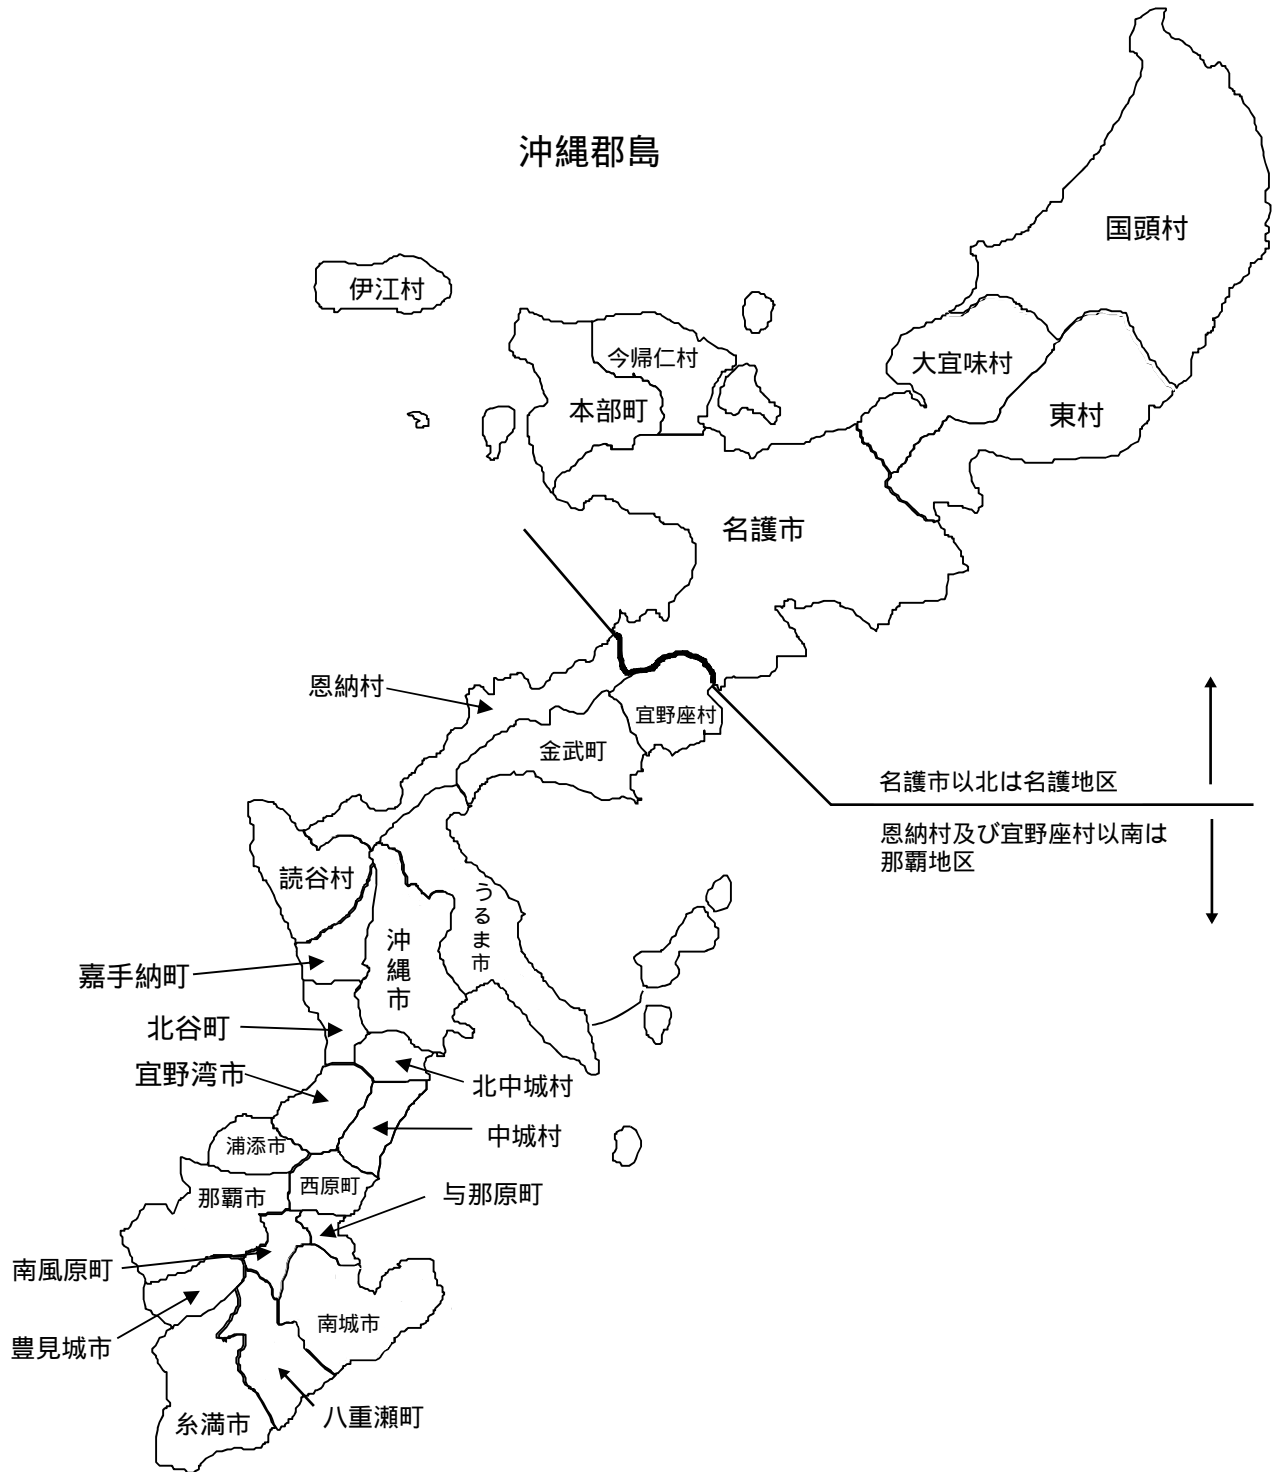 沖縄郡島
国頭村
伊江村
今帰仁村
大宜味村
本部町
東村
名護市
恩納村
宜野座村
金武町
名護市以北は名護地区
恩納村及び宜野座村以南は
那覇地区
読谷村
うるま市
沖縄市
嘉手納町
北谷町
宜野湾市
北中城村
中城村
浦添市
西原町
那覇市
与那原町
南風原町
南城市
豊見城市
八重瀬町
糸満市